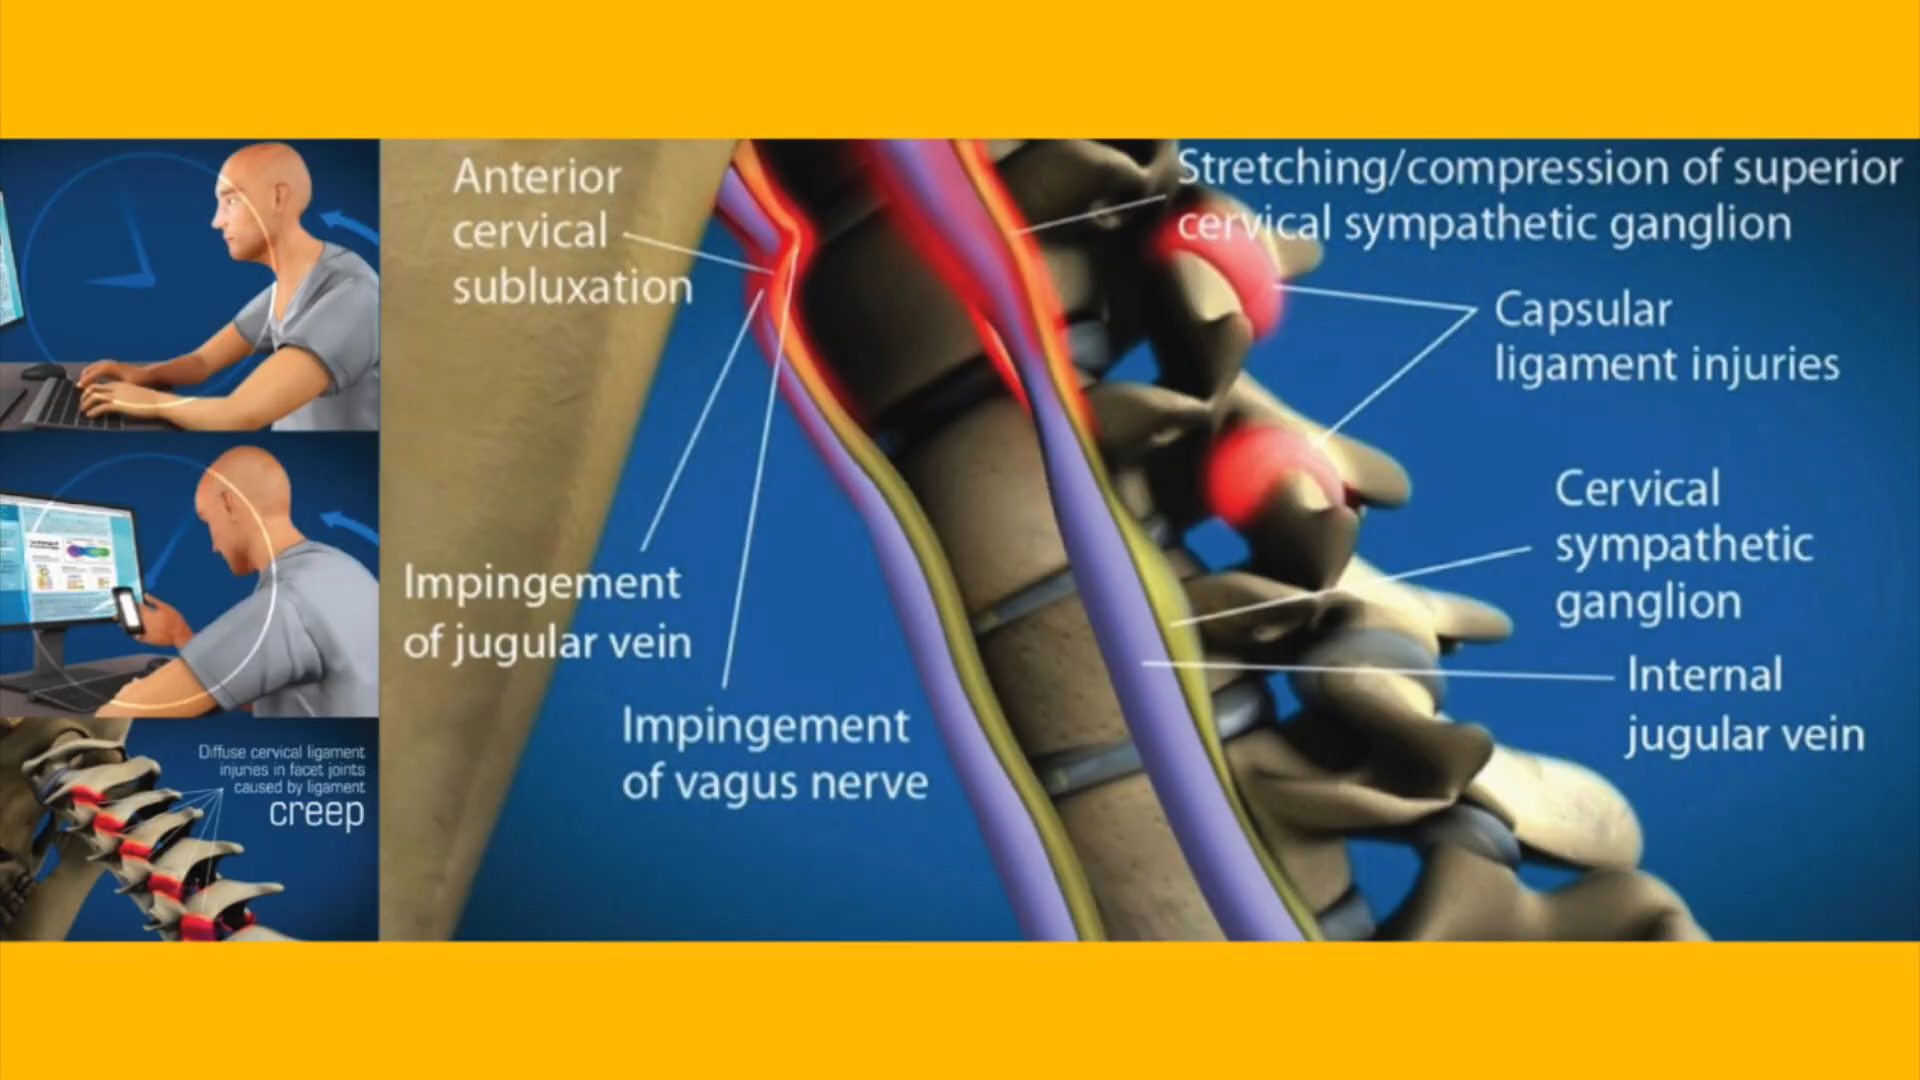 Anterior
cervical
subluxation
Stretching/compression of superior
cervical sympathetic ganglion
Capsular
ligament injuries
Cervical
sympathetic
ganglion
Internal
jugular vein
Impingement
of jugular vein
Impingement
of vagus nerve
Diffuse cervical ligament
injuries in facet joints
caused by ligament
creep